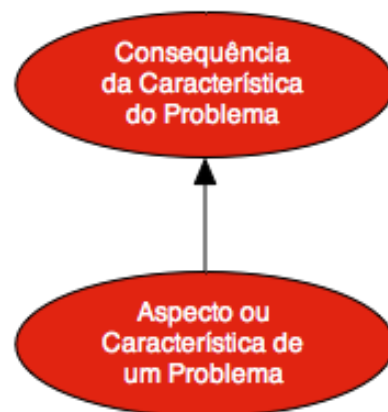 Consequência
da Característica
do Problema
Aspecto ou
Característica de
um Problema